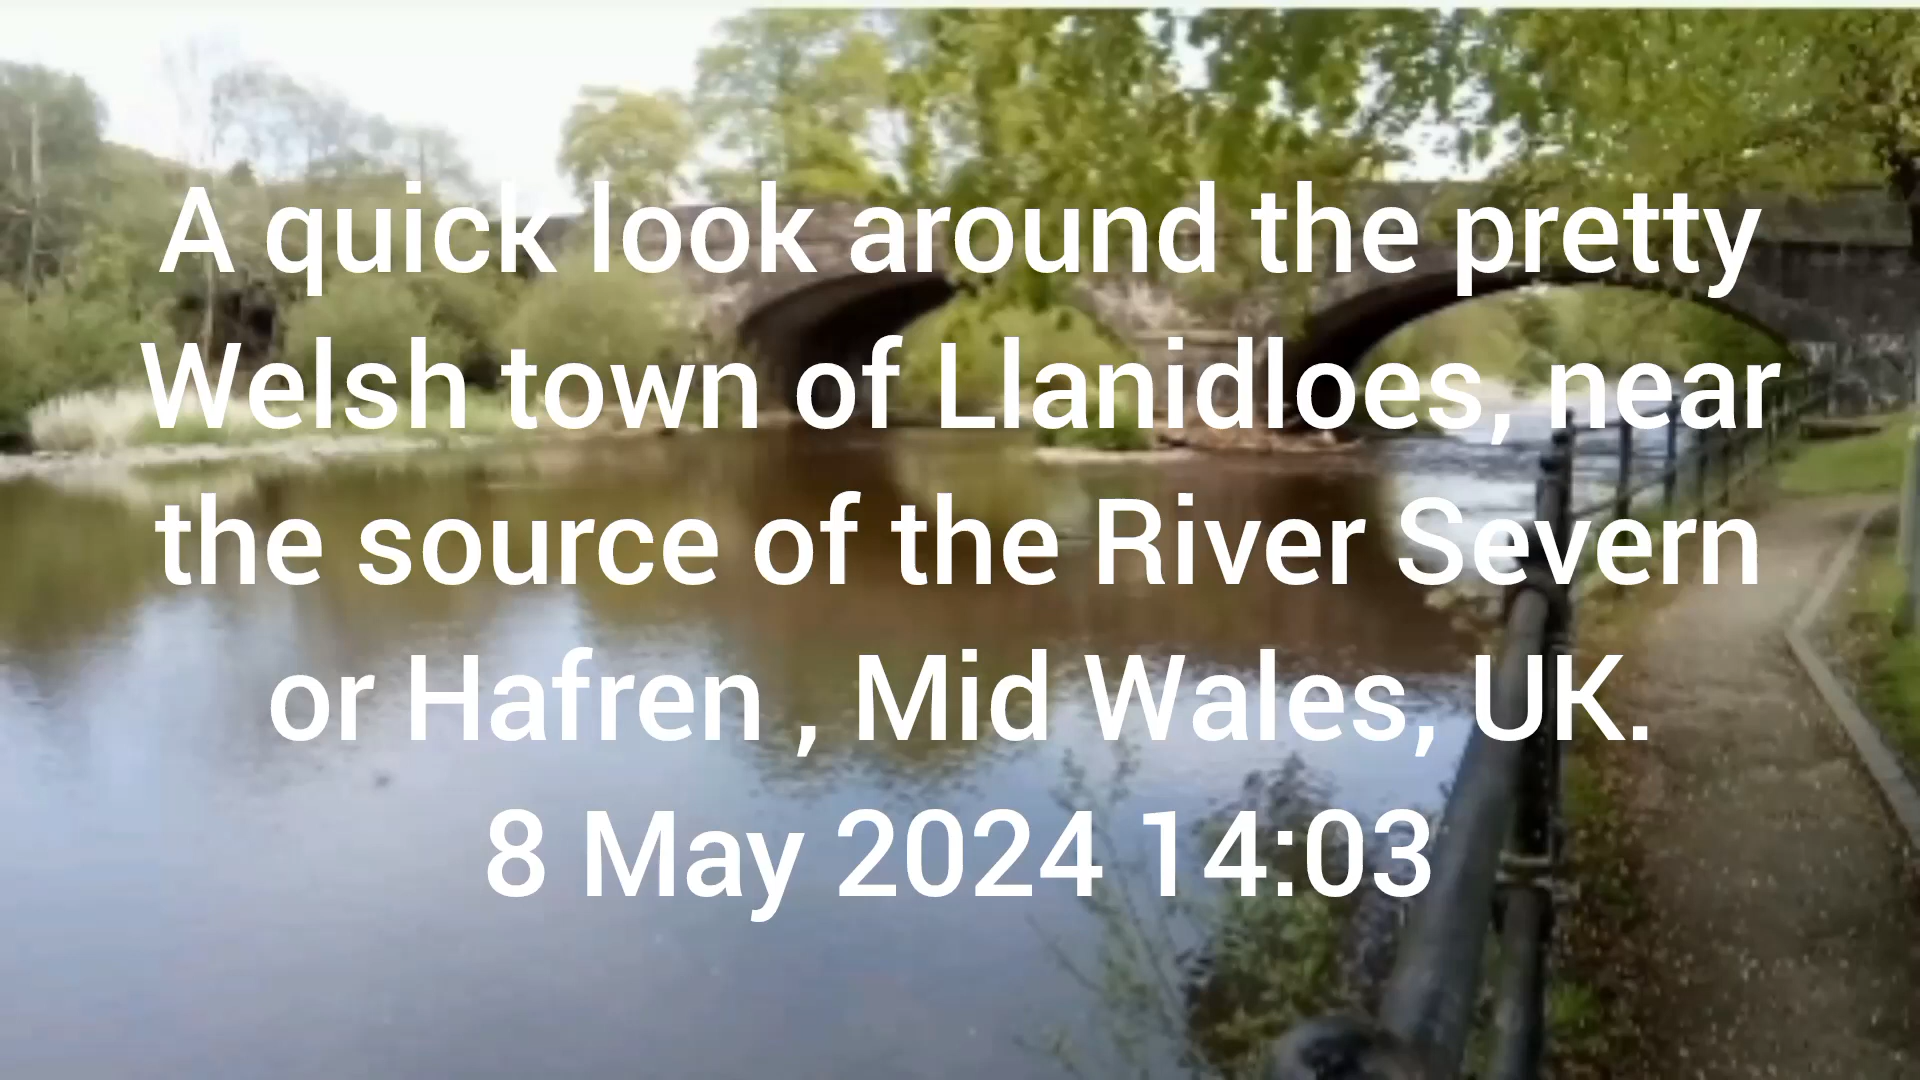 A quick look around the pretty
Welsh town of Llanidloes, near
the source of the River Severn
or Hafren , Mid Wales, UK.
8 May 2024 14:03